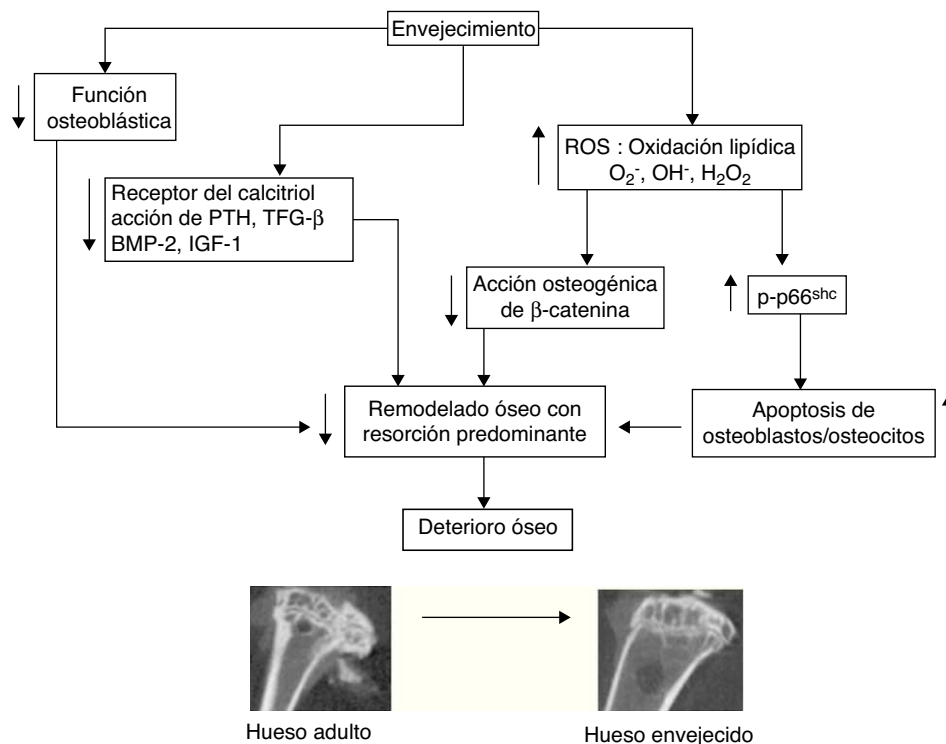 Envejecimiento
Función
osteoblástica
ROS : Oxidación lipídica
O₂⁻, OH⁻, H₂O₂
Receptor del calcitriol
acción de PTH, TFG-β
BMP-2, IGF-1
Acción osteogénica
de β-catenina
p-p66ˢʰᶜ
Remodelado óseo con
resorción predominante
Apoptosis de
osteoblastos/osteocitos
Deterioro óseo
Hueso adulto
Hueso envejecido